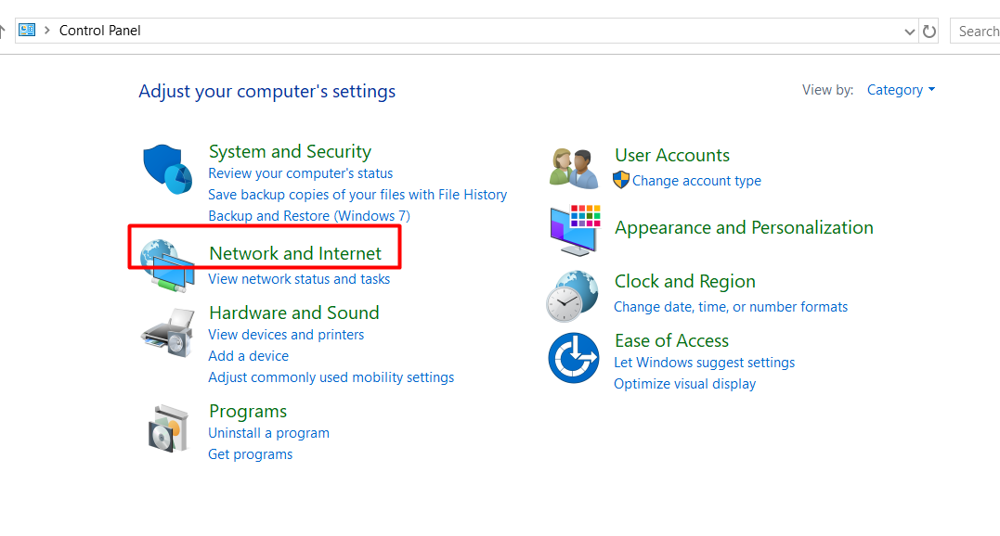 Control Panel
Search
Adjust your computer's settings
View by: Category
System and Security
Review your computer's status
Save backup copies of your files with File History
Backup and Restore (Windows 7)
Network and Internet
View network status and tasks
Hardware and Sound
View devices and printers
Add a device
Adjust commonly used mobility settings
Programs
Uninstall a program
Get programs
User Accounts
Change account type
Appearance and Personalization
Clock and Region
Change date, time, or number formats
Ease of Access
Let Windows suggest settings
Optimize visual display